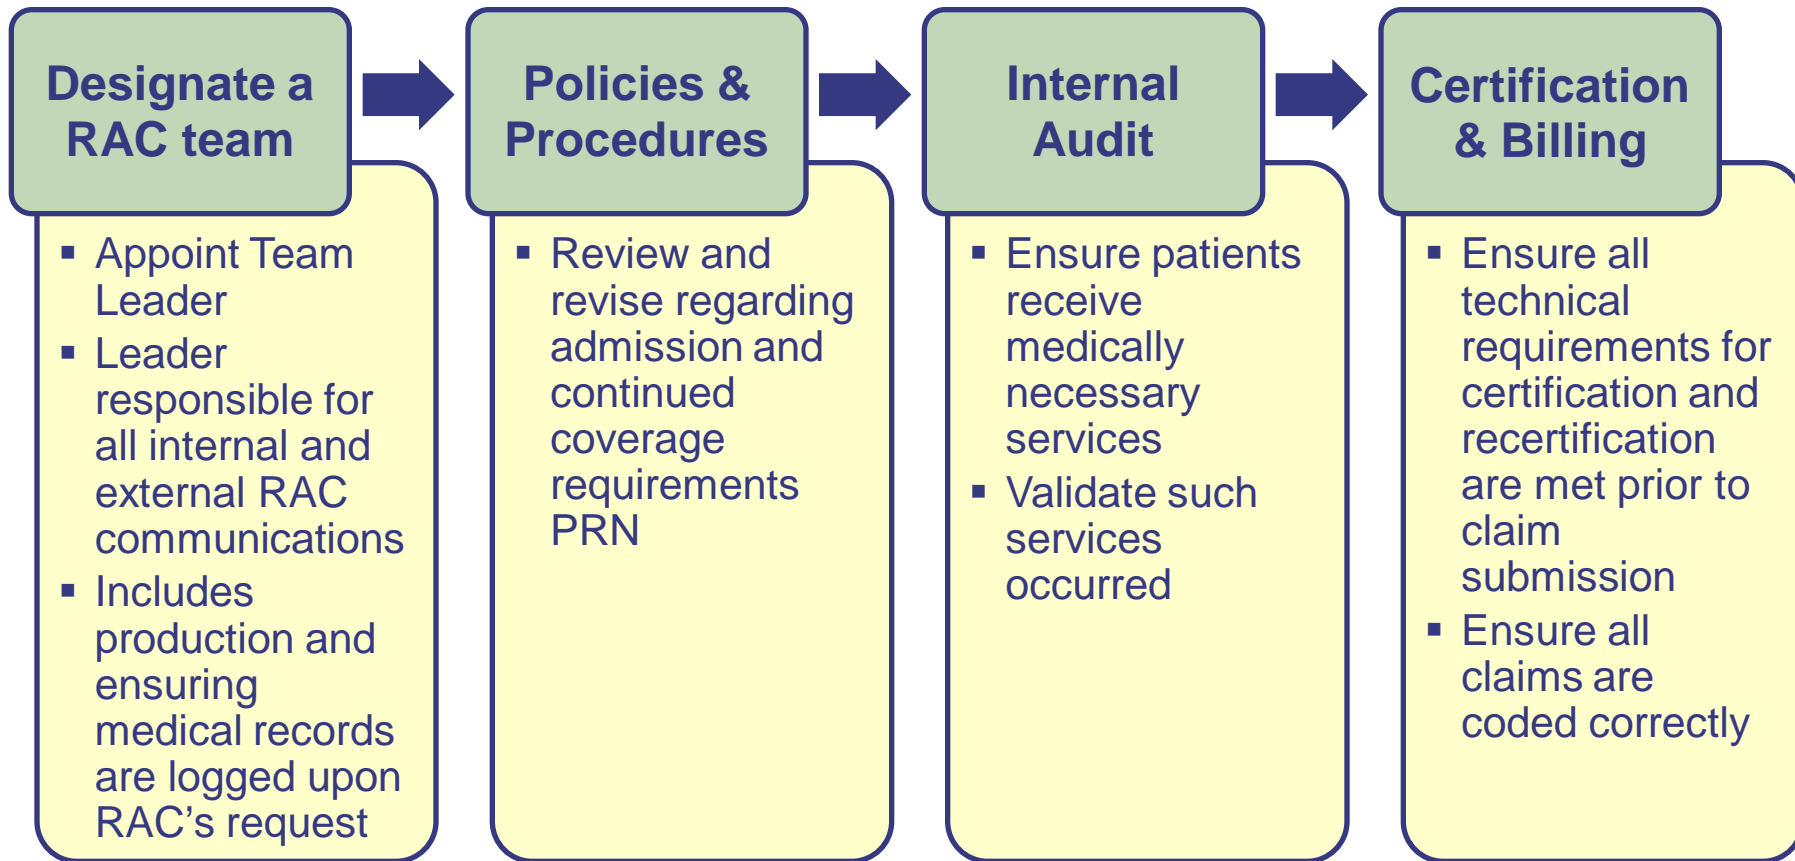 Designate a
RAC team
▪ Appoint Team
Leader
▪ Leader
responsible for
all internal and
external RAC
communications
▪ Includes
production and
ensuring
medical records
are logged upon
RAC's request
Policies &
Procedures
▪ Review and
revise regarding
admission and
continued
coverage
requirements
PRN
Internal
Audit
▪ Ensure patients
receive
medically
necessary
services
▪ Validate such
services
occurred
Certification
& Billing
▪ Ensure all
technical
requirements for
certification and
recertification
are met prior to
claim
submission
▪ Ensure all
claims are
coded correctly